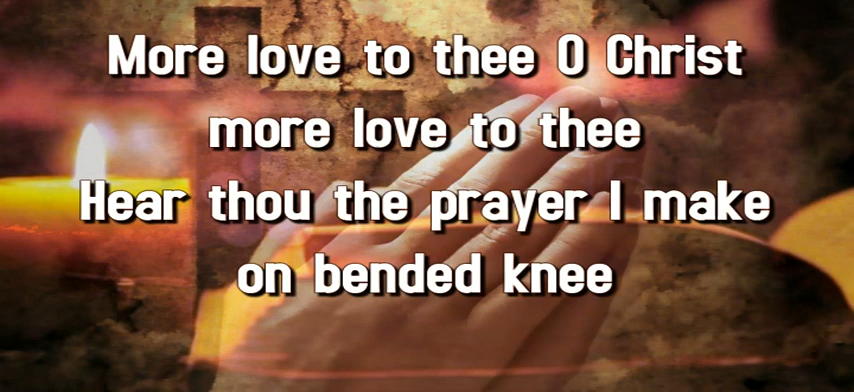 More love to thee O Christ
more love to thee
Hear thou the prayer I make
on bended knee